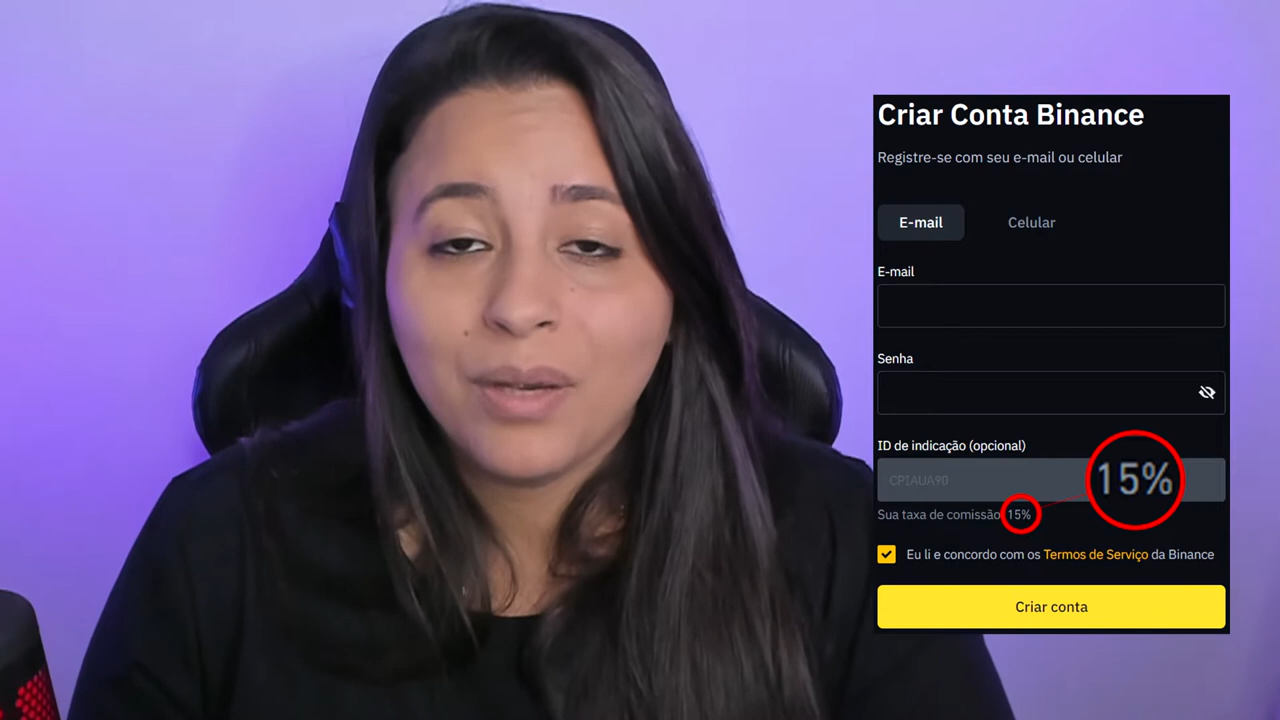 Criar Conta Binance
Registre-se com seu e-mail ou celular
E-mail Celular
E-mail
Senha
ID de indicação (opcional)
CPIAUA90
15%
Sua taxa de comissão 15%
Eu li e concordo com os Termos de Serviço da Binance
Criar conta